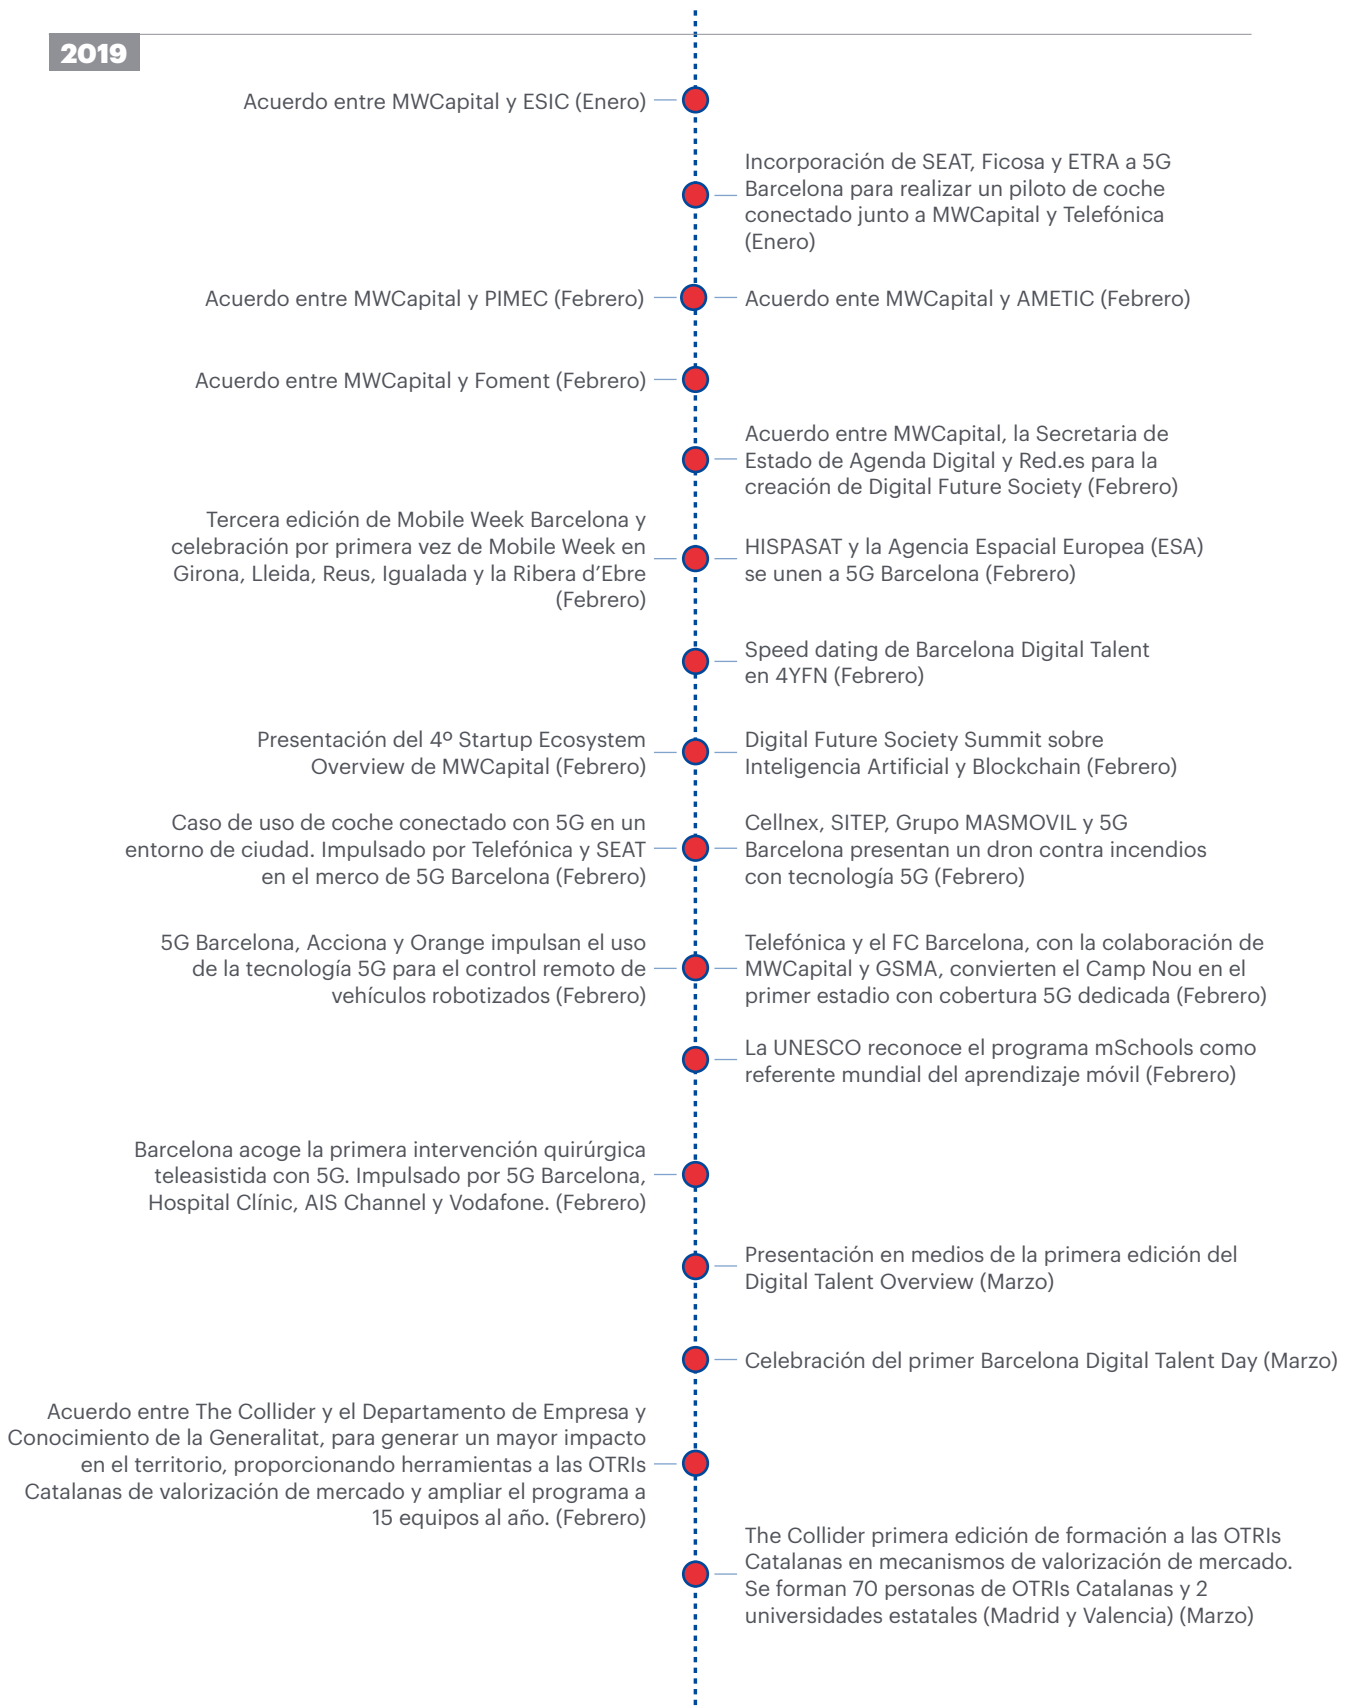 2019
Acuerdo entre MWCapital y ESIC (Enero)
Incorporación de SEAT, Ficosa y ETRA a 5G
Barcelona para realizar un piloto de coche
conectado junto a MWCapital y Telefónica
(Enero)
Acuerdo entre MWCapital y PIMEC (Febrero)
Acuerdo ente MWCapital y AMETIC (Febrero)
Acuerdo entre MWCapital y Foment (Febrero)
Acuerdo entre MWCapital, la Secretaria de
Estado de Agenda Digital y Red.es para la
creación de Digital Future Society (Febrero)
Tercera edición de Mobile Week Barcelona y
celebración por primera vez de Mobile Week en
Girona, Lleida, Reus, Igualada y la Ribera d’Ebre
(Febrero)
HISPASAT y la Agencia Espacial Europea (ESA)
se unen a 5G Barcelona (Febrero)
Speed dating de Barcelona Digital Talent
en 4YFN (Febrero)
Presentación del 4º Startup Ecosystem
Overview de MWCapital (Febrero)
Digital Future Society Summit sobre
Inteligencia Artificial y Blockchain (Febrero)
Caso de uso de coche conectado con 5G en un
entorno de ciudad. Impulsado por Telefónica y SEAT
en el merco de 5G Barcelona (Febrero)
Cellnex, SITEP, Grupo MASMOVIL y 5G
Barcelona presentan un dron contra incendios
con tecnología 5G (Febrero)
5G Barcelona, Acciona y Orange impulsan el uso
de la tecnología 5G para el control remoto de
vehículos robotizados (Febrero)
Telefónica y el FC Barcelona, con la colaboración de
MWCapital y GSMA, convierten el Camp Nou en el
primer estadio con cobertura 5G dedicada (Febrero)
La UNESCO reconoce el programa mSchools como
referente mundial del aprendizaje móvil (Febrero)
Barcelona acoge la primera intervención quirúrgica
teleasistida con 5G. Impulsado por 5G Barcelona,
Hospital Clínic, AIS Channel y Vodafone. (Febrero)
Presentación en medios de la primera edición del
Digital Talent Overview (Marzo)
Celebración del primer Barcelona Digital Talent Day (Marzo)
Acuerdo entre The Collider y el Departamento de Empresa y
Conocimiento de la Generalitat, para generar un mayor impacto
en el territorio, proporcionando herramientas a las OTRIs
Catalanas de valorización de mercado y ampliar el programa a
15 equipos al año. (Febrero)
The Collider primera edición de formación a las OTRIs
Catalanas en mecanismos de valorización de mercado.
Se forman 70 personas de OTRIs Catalanas y 2
universidades estatales (Madrid y Valencia) (Marzo)